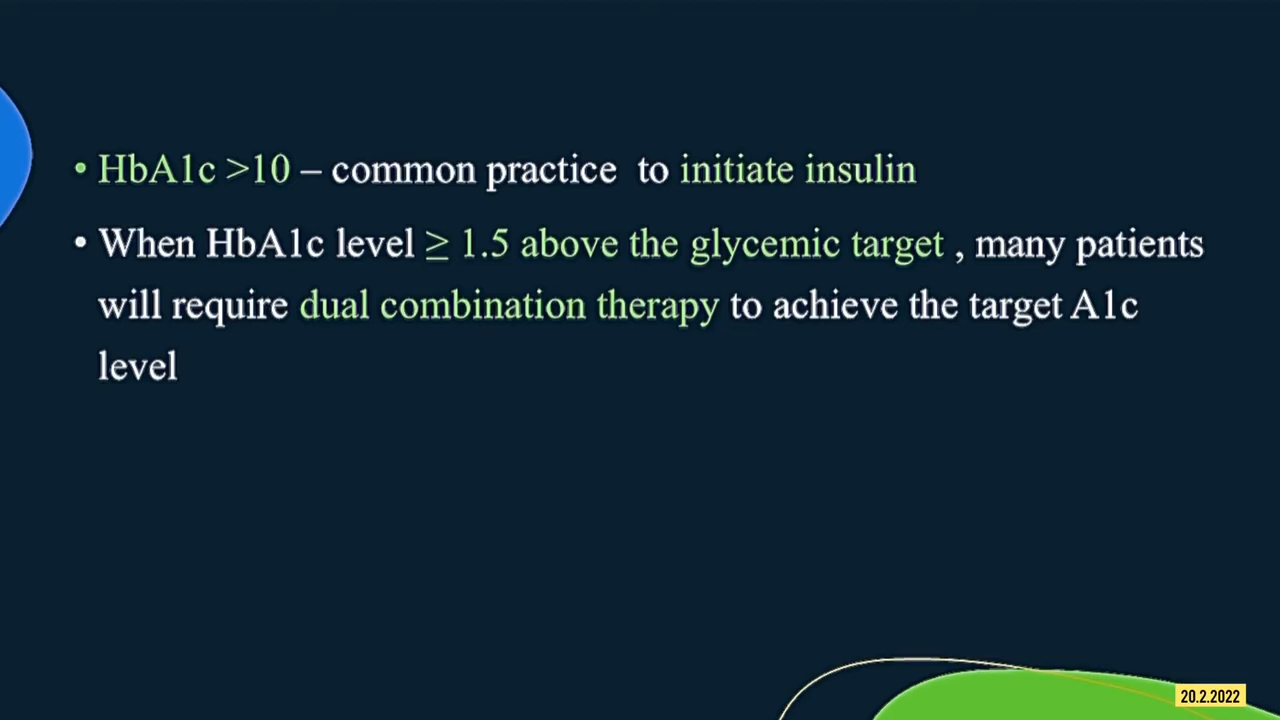 • HbA1c >10 – common practice  to initiate insulin
• When HbA1c level ≥ 1.5 above the glycemic target , many patients
will require dual combination therapy to achieve the target A1c
level
20.2.2022